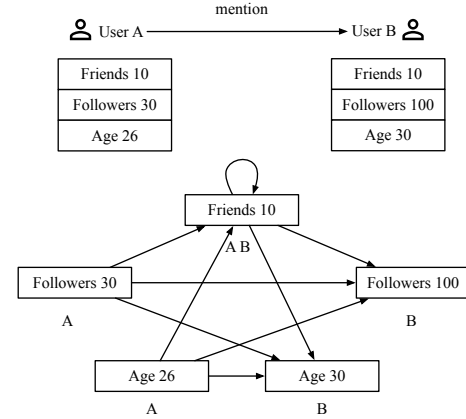 mention
User A
User B
Friends 10
Followers 30
Age 26
Friends 10
Followers 100
Age 30
Friends 10
A B
Followers 30
A
Followers 100
B
Age 26
A
Age 30
B